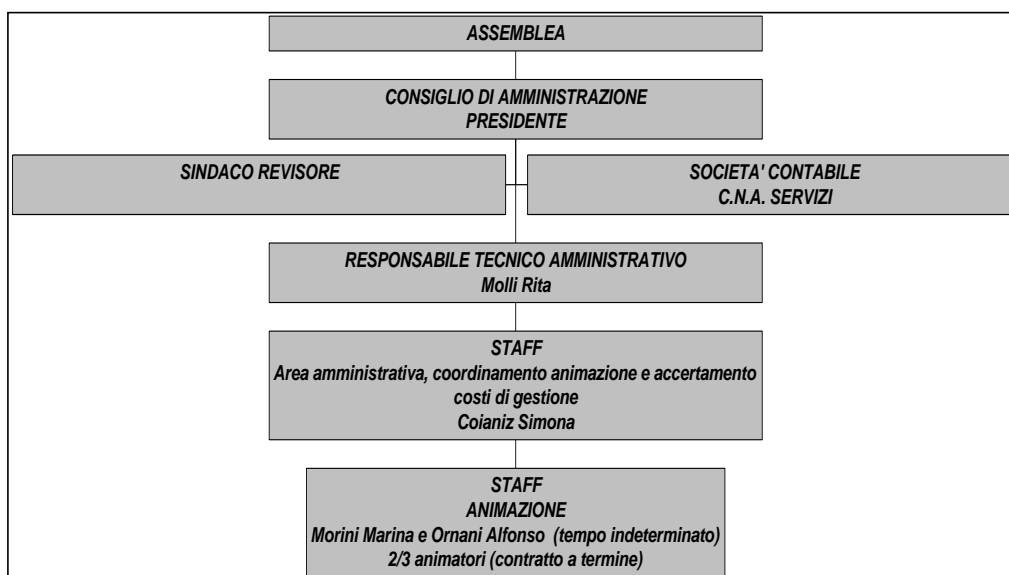 ASSEMBLEA
CONSIGLIO DI AMMINISTRAZIONE
PRESIDENTE
SINDACO REVISORE
SOCIETA' CONTABILE
C.N.A. SERVIZI
RESPONSABILE TECNICO AMMINISTRATIVO
Molli Rita
STAFF
Area amministrativa, coordinamento animazione e accertamento
costi di gestione
Coianiz Simona
STAFF
ANIMAZIONE
Morini Marina e Ornani Alfonso (tempo indeterminato)
2/3 animatori (contratto a termine)